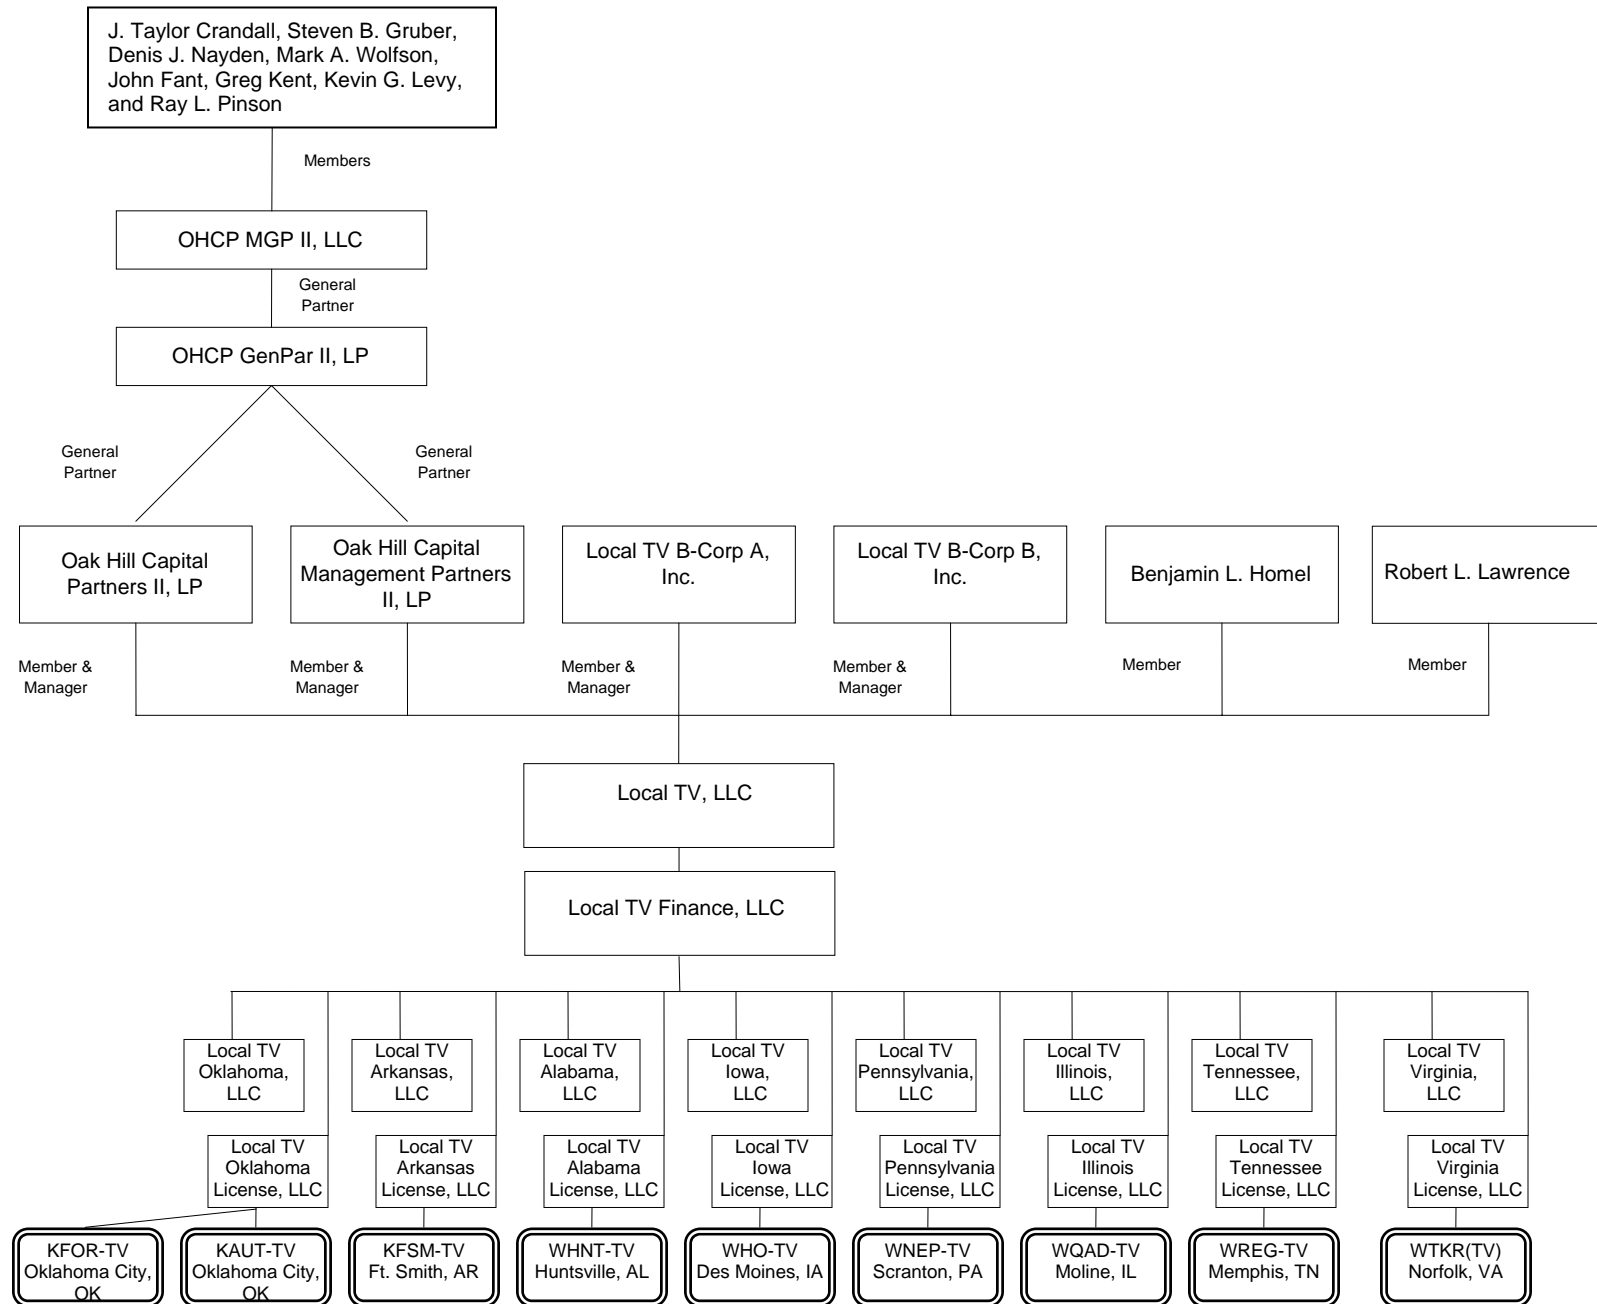 J. Taylor Crandall, Steven B. Gruber,
Denis J. Nayden, Mark A. Wolfson,
John Fant, Greg Kent, Kevin G. Levy,
and Ray L. Pinson
Members
OHCP MGP II, LLC
General
Partner
OHCP GenPar II, LP
General
Partner
General
Partner
Oak Hill Capital
Partners II, LP
Oak Hill Capital
Management Partners
II, LP
Local TV B-Corp A,
Inc.
Local TV B-Corp B,
Inc.
Benjamin L. Homel
Robert L. Lawrence
Member &
Manager
Member &
Manager
Member &
Manager
Member &
Manager
Member
Member
Local TV, LLC
Local TV Finance, LLC
Local TV
Oklahoma,
LLC
Local TV
Arkansas,
LLC
Local TV
Alabama,
LLC
Local TV
Iowa,
LLC
Local TV
Pennsylvania,
LLC
Local TV
Illinois,
LLC
Local TV
Tennessee,
LLC
Local TV
Virginia,
LLC
Local TV
Oklahoma
License, LLC
Local TV
Arkansas
License, LLC
Local TV
Alabama
License, LLC
Local TV
Iowa
License, LLC
Local TV
Pennsylvania
License, LLC
Local TV
Illinois
License, LLC
Local TV
Tennessee
License, LLC
Local TV
Virginia
License, LLC
KFOR-TV
Oklahoma City,
OK
KAUT-TV
Oklahoma City,
OK
KFSM-TV
Ft. Smith, AR
WHNT-TV
Huntsville, AL
WHO-TV
Des Moines, IA
WNEP-TV
Scranton, PA
WQAD-TV
Moline, IL
WREG-TV
Memphis, TN
WTKR(TV)
Norfolk, VA